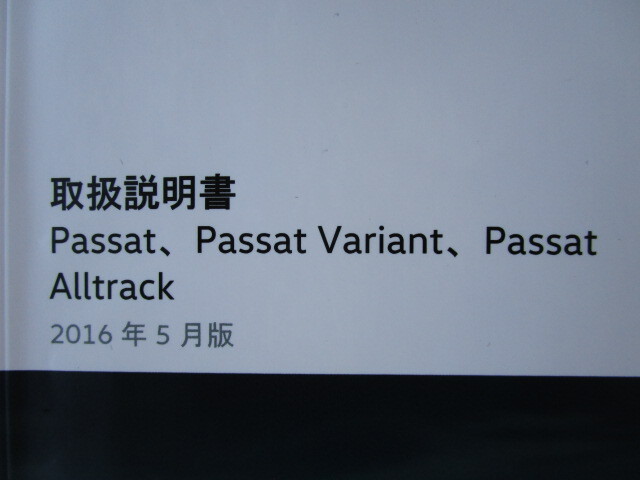 取扱説明書
Passat、Passat Variant、Passat
Alltrack
2016 年 5 月版